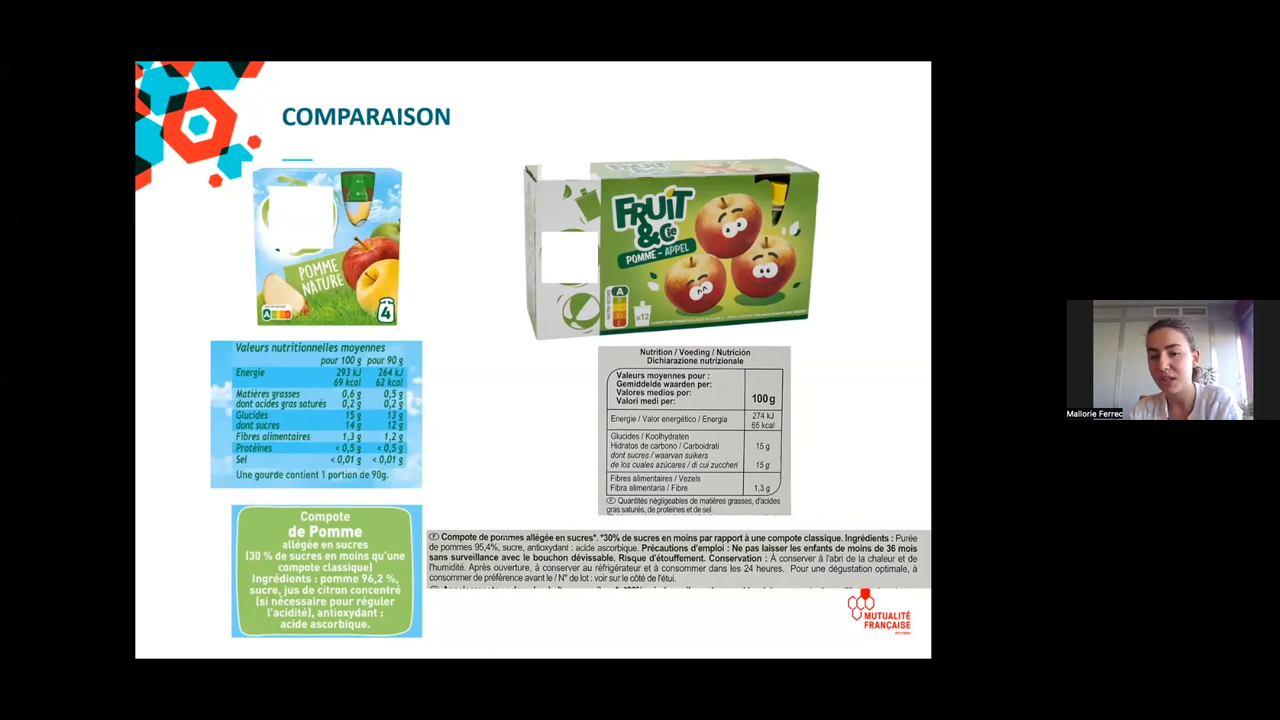 COMPARAISON
POMME
NATURE
NUTRI-SCORE
A
4
FRUIT
& Cie
POMME - APPEL
NUTRI-SCORE
A
x12
Valeurs nutritionnelles moyennes
pour 100 g pour 90 g
Energie 293 kJ 264 kJ
69 kcal 62 kcal
Matières grasses 0,6 g 0,5 g
dont acides gras saturés 0,2 g 0,2 g
Glucides 15 g 13 g
dont sucres 14 g 12 g
Fibres alimentaires 1,3 g 1,2 g
Protéines < 0,5 g < 0,5 g
Sel < 0,01 g < 0,01 g
Une gourde contient 1 portion de 90g.
Nutrition / Voeding / Nutrición
Dichiarazione nutrizionale
Valeurs moyennes pour :
Gemiddelde waarden per:
Valores medios por:
Valori medi per:
100 g
Energie / Valor energético / Energia 274 kJ
65 kcal
Glucides / Koolhydraten
Hidratos de carbono / Carboidrati 15 g
dont sucres / waarvan suikers
de los cuales azúcares / di cui zuccheri 15 g
Fibres alimentaires / Vezels
Fibra alimentaria / Fibre 1,3 g
F Quantités négligeables de matières grasses, d'acides
gras saturés, de protéines et de sel.
Compote
de Pomme
allégée en sucres
(30 % de sucres en moins qu'une
compote classique)
Ingrédients : pomme 96,2 %,
sucre, jus de citron concentré
(si nécessaire pour réguler
l'acidité), antioxydant :
acide ascorbique.
F Compote de pommes allégée en sucres*. *30% de sucres en moins par rapport à une compote classique. Ingrédients : Purée
de pommes 95,4%, sucre, antioxydant : acide ascorbique. Précautions d'emploi : Ne pas laisser les enfants de moins de 36 mois
sans surveillance avec le bouchon dévissable. Risque d'étouffement. Conservation : À conserver à l'abri de la chaleur et de
l'humidité. Après ouverture, à conserver au réfrigérateur et à consommer dans les 24 heures. Pour une dégustation optimale, à
consommer de préférence avant le / N° de lot : voir sur le côté de l'étui.
MUTUALITÉ
FRANÇAISE
OCCITANIE
Mallorie Ferrec